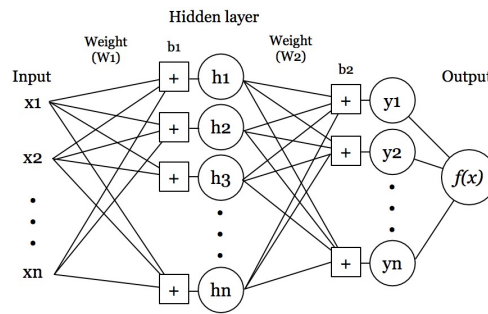 Hidden layer
Weight
(W1)
b1
Weight
(W2)
b2
Input
Output
x1
x2
xn
+
+
+
+
h1
h2
h3
hn
+
+
+
y1
y2
yn
f(x)